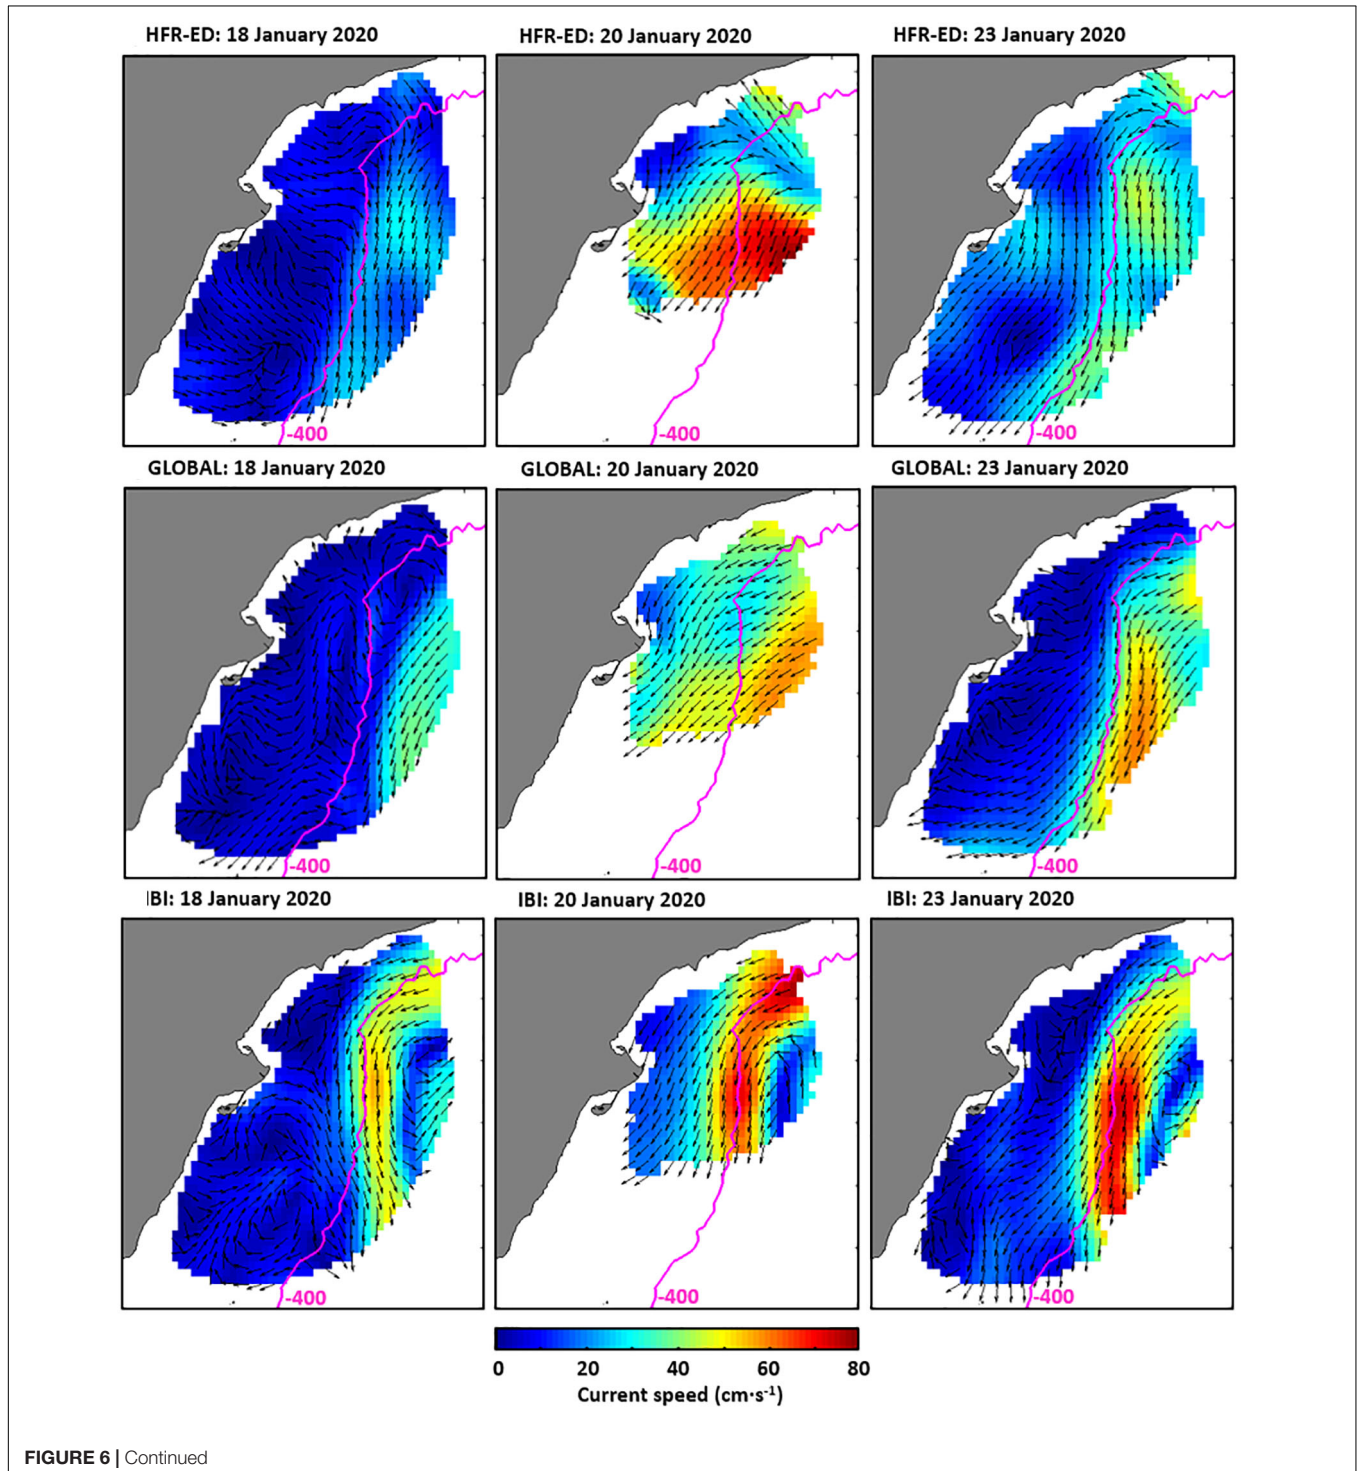 HFR-ED: 18 January 2020 HFR-ED: 20 January 2020 HFR-ED: 23 January 2020
-400 -400 -400
GLOBAL: 18 January 2020 GLOBAL: 20 January 2020 GLOBAL: 23 January 2020
-400 -400 -400
IBI: 18 January 2020 IBI: 20 January 2020 IBI: 23 January 2020
-400 -400 -400
0 20 40 60 80
Current speed (cm·s⁻¹)
FIGURE 6 | Continued